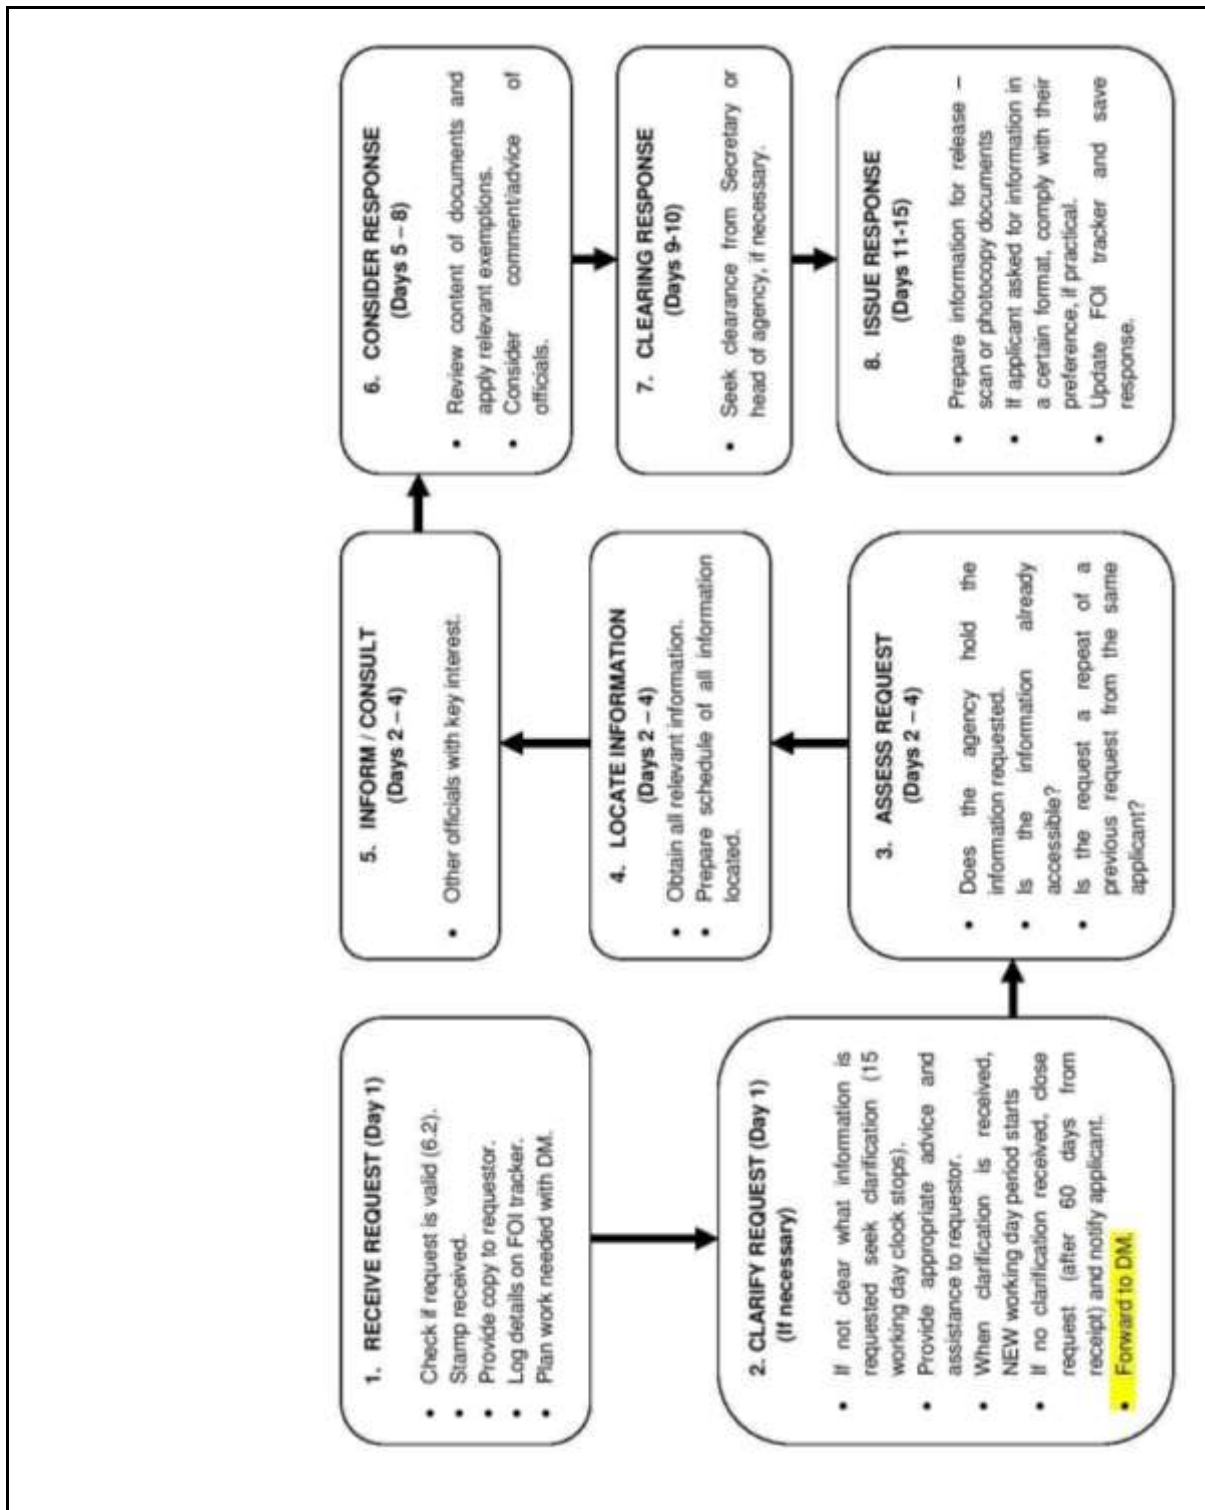 1. RECEIVE REQUEST (Day 1)
• Check if request is valid (6.2).
• Stamp received.
• Provide copy to requestor.
• Log details on FOI tracker.
• Plan work needed with DM.
2. CLARIFY REQUEST (Day 1)
(If necessary)
• If not clear what information is
requested seek clarification (15
working day clock stops).
• Provide appropriate advice and
assistance to requestor.
• When clarification is received,
NEW working day period starts
• If no clarification received, close
request (after 60 days from
receipt) and notify applicant.
• Forward to DM.
3. ASSESS REQUEST
(Days 2 – 4)
• Does the agency hold the
information requested.
• Is the information already
accessible?
• Is the request a repeat of a
previous request from the same
applicant?
4. LOCATE INFORMATION
(Days 2 – 4)
• Obtain all relevant information.
• Prepare schedule of all information
located.
5. INFORM / CONSULT
(Days 2 – 4)
• Other officials with key interest.
6. CONSIDER RESPONSE
(Days 5 – 8)
• Review content of documents and
apply relevant exemptions.
• Consider comment/advice of
officials.
7. CLEARING RESPONSE
(Days 9-10)
• Seek clearance from Secretary or
head of agency, if necessary.
8. ISSUE RESPONSE
(Days 11-15)
• Prepare information for release –
scan or photocopy documents
• If applicant asked for information in
a certain format, comply with their
preference, if practical.
• Update FOI tracker and save
response.